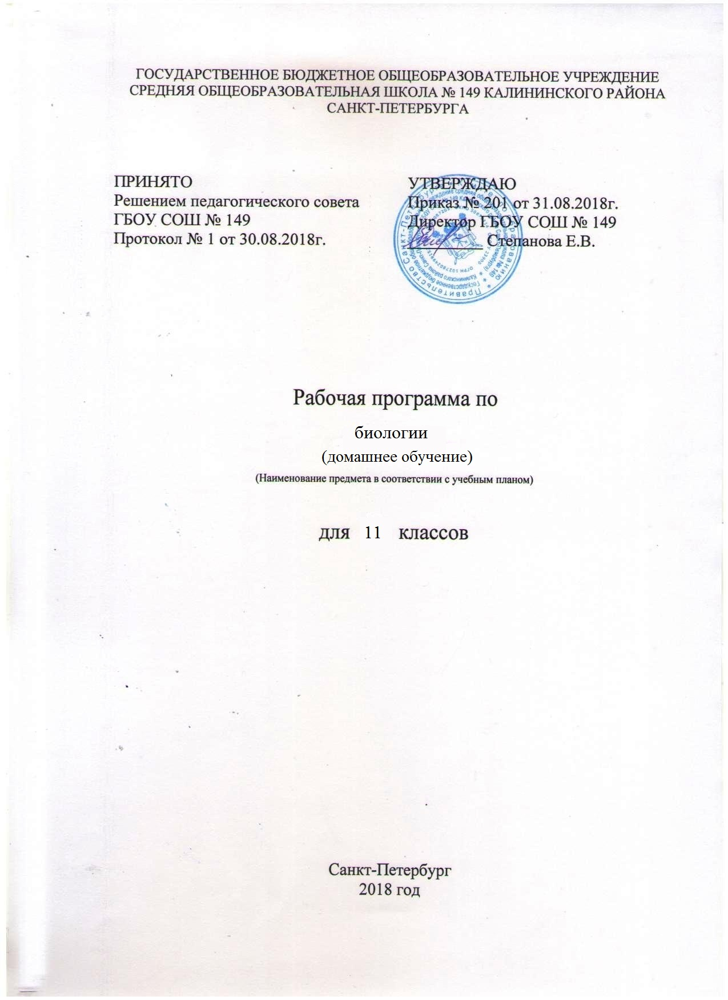 ГОСУДАРСТВЕННОЕ БЮДЖЕТНОЕ ОБЩЕОБРАЗОВАТЕЛЬНОЕ УЧРЕЖДЕНИЕ
СРЕДНЯЯ ОБЩЕОБРАЗОВАТЕЛЬНАЯ ШКОЛА № 149 КАЛИНИНСКОГО РАЙОНА
САНКТ-ПЕТЕРБУРГА
ПРИНЯТО
Решением педагогического совета
ГБОУ СОШ № 149
Протокол № 1 от 30.08.2018г.
УТВЕРЖДАЮ
Приказ № 201 от 31.08.2018г.
Директор ГБОУ СОШ № 149
Степанова Е.В.
Рабочая программа по
биологии
(домашнее обучение)
(Наименование предмета в соответствии с учебным планом)
для 11 классов
Санкт-Петербург
2018 год